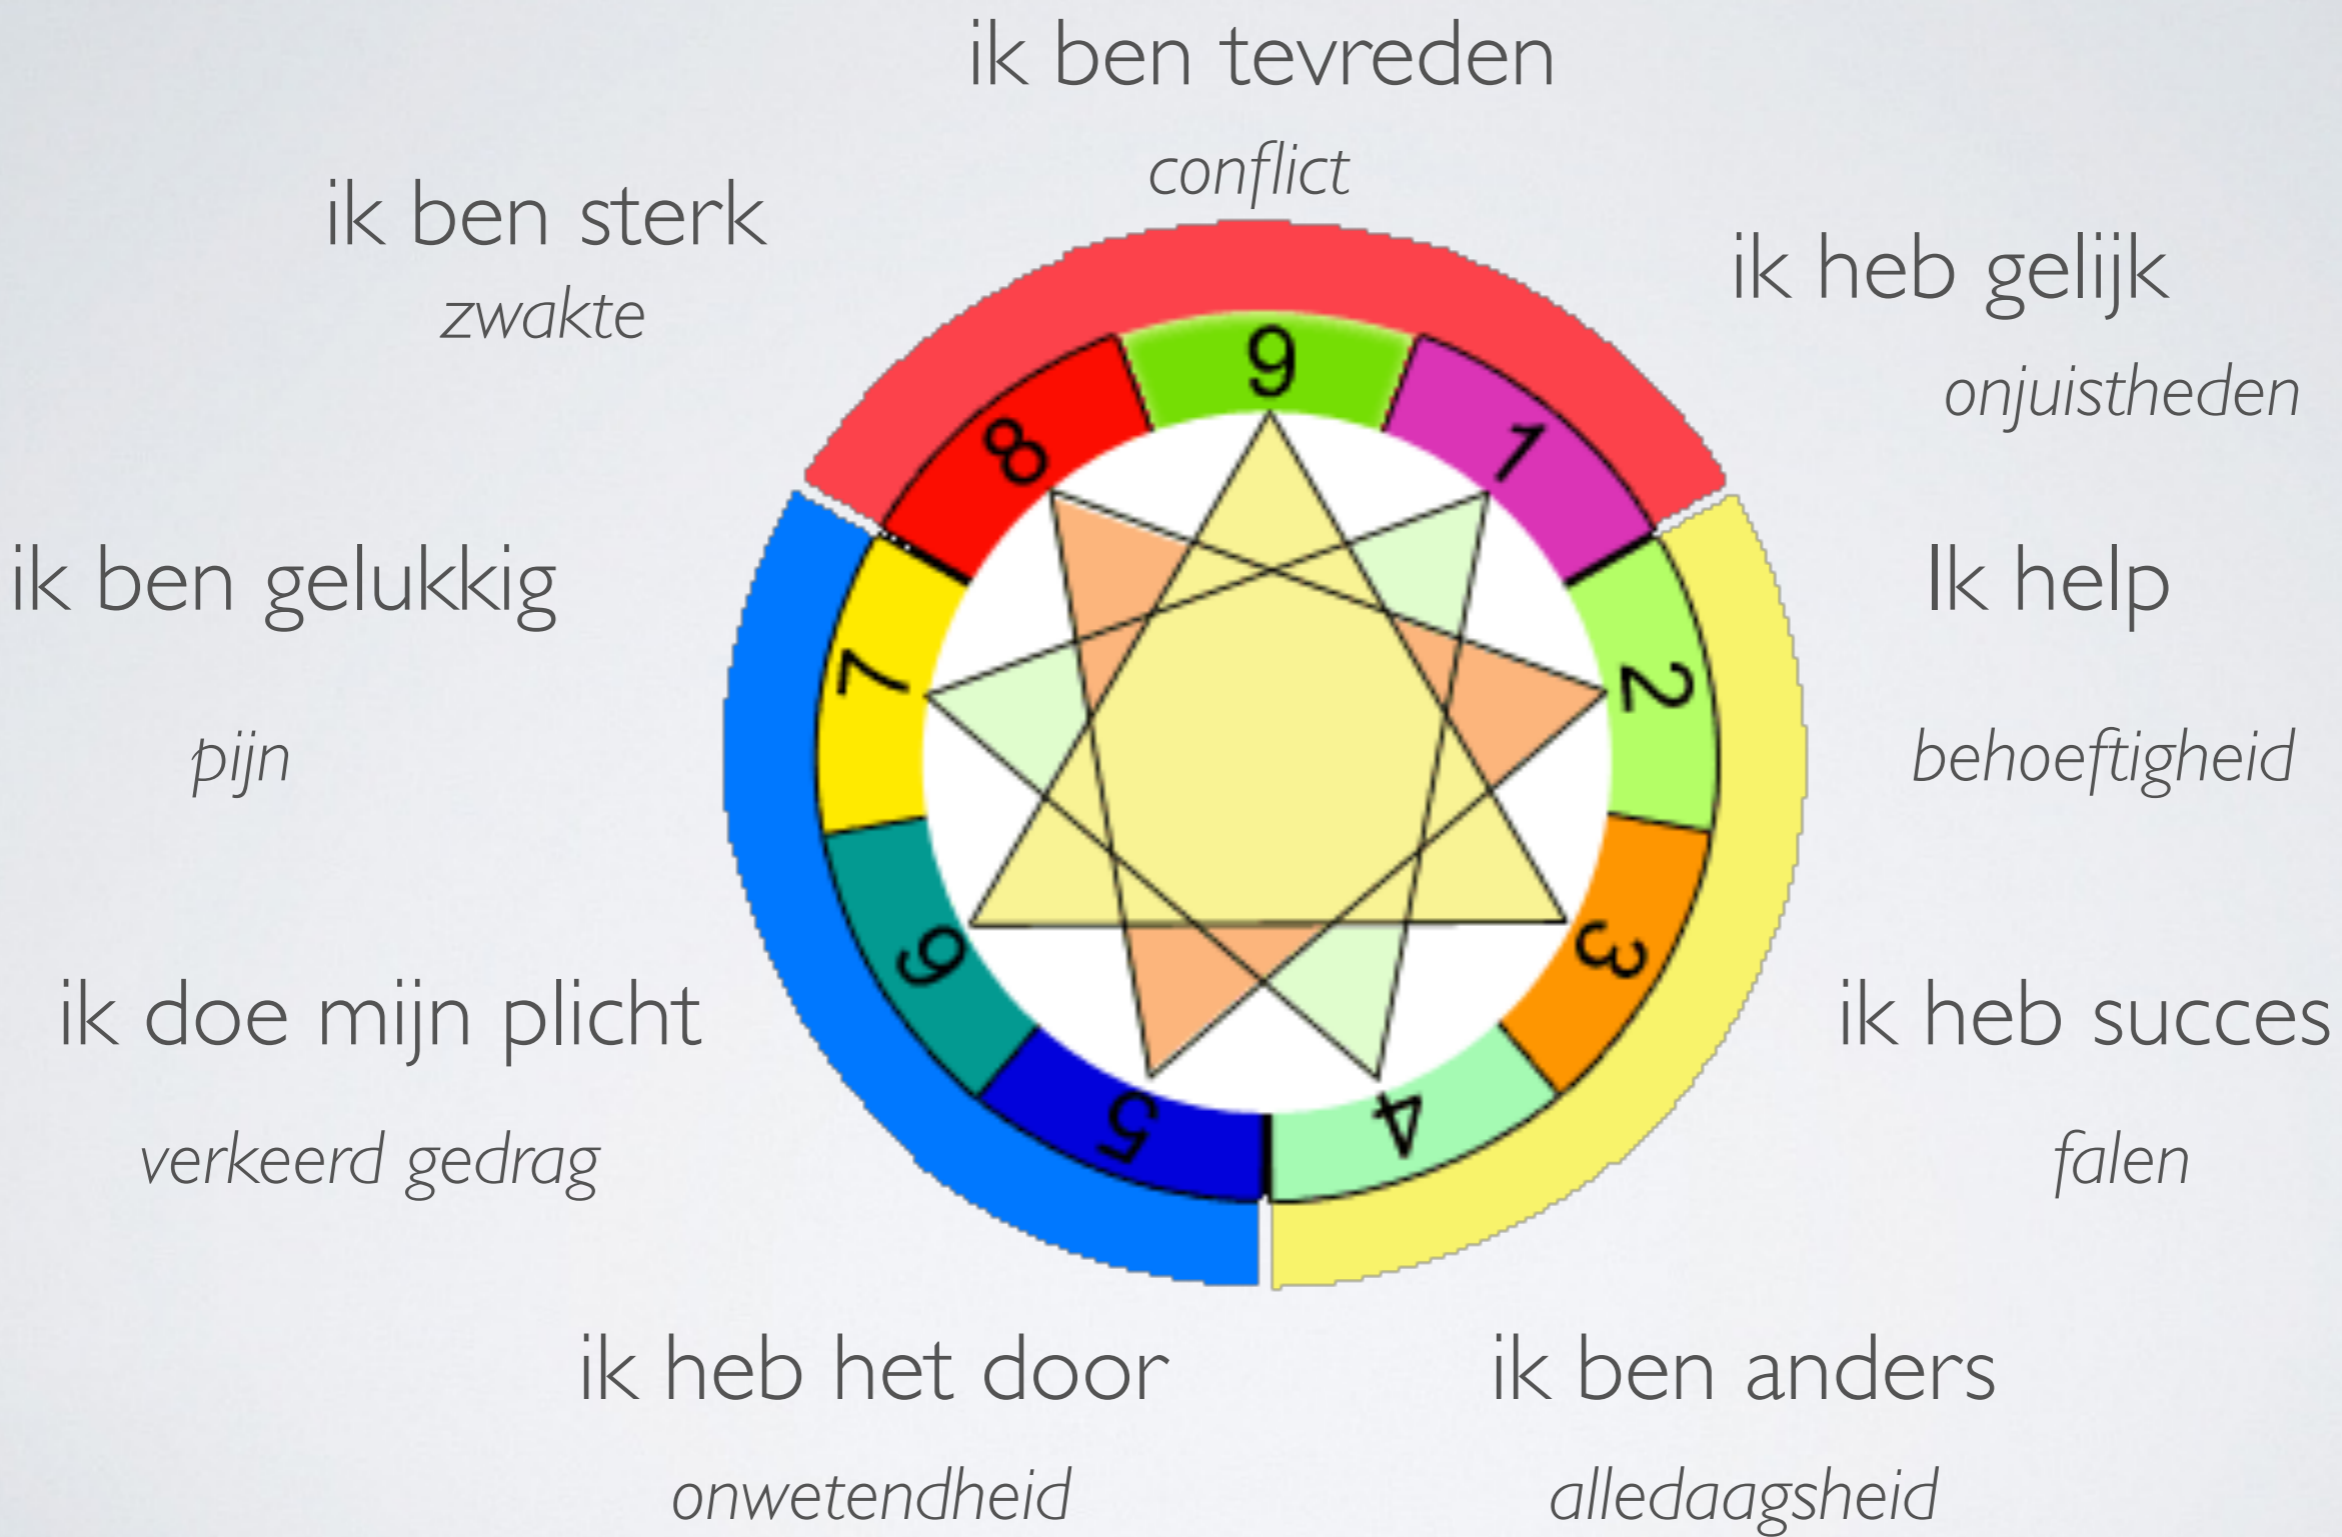 ik ben tevreden
conflict
ik ben sterk
zwakte
ik heb gelijk
onjuistheden
ik ben gelukkig
pijn
Ik help
behoeftigheid
ik doe mijn plicht
verkeerd gedrag
ik heb succes
falen
ik heb het door
onwetendheid
ik ben anders
alledaagsheid
9
1
2
3
4
5
6
7
8